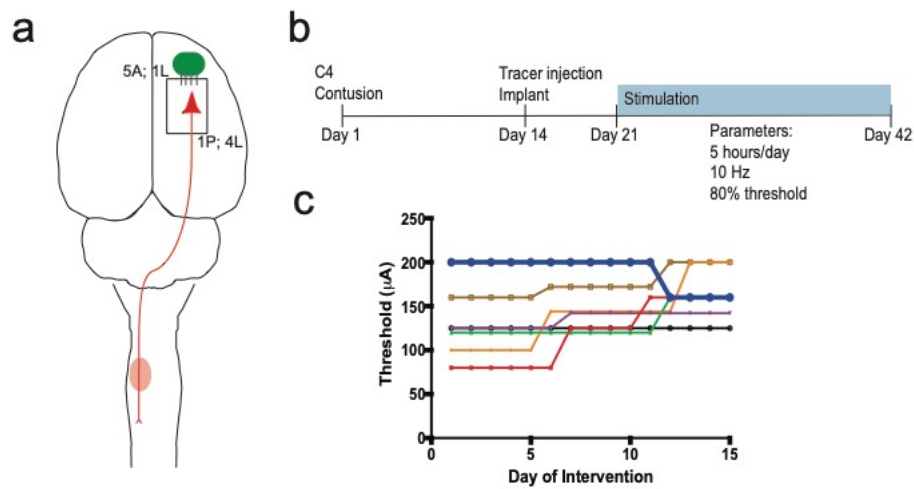 a
5A; 1L
1P; 4L
b
C4
Contusion
Tracer injection
Implant
Stimulation
Day 1
Day 14
Day 21
Day 42
Parameters:
5 hours/day
10 Hz
80% threshold
c
Threshold (μA)
250
200
150
100
50
0
0
5
10
15
Day of Intervention